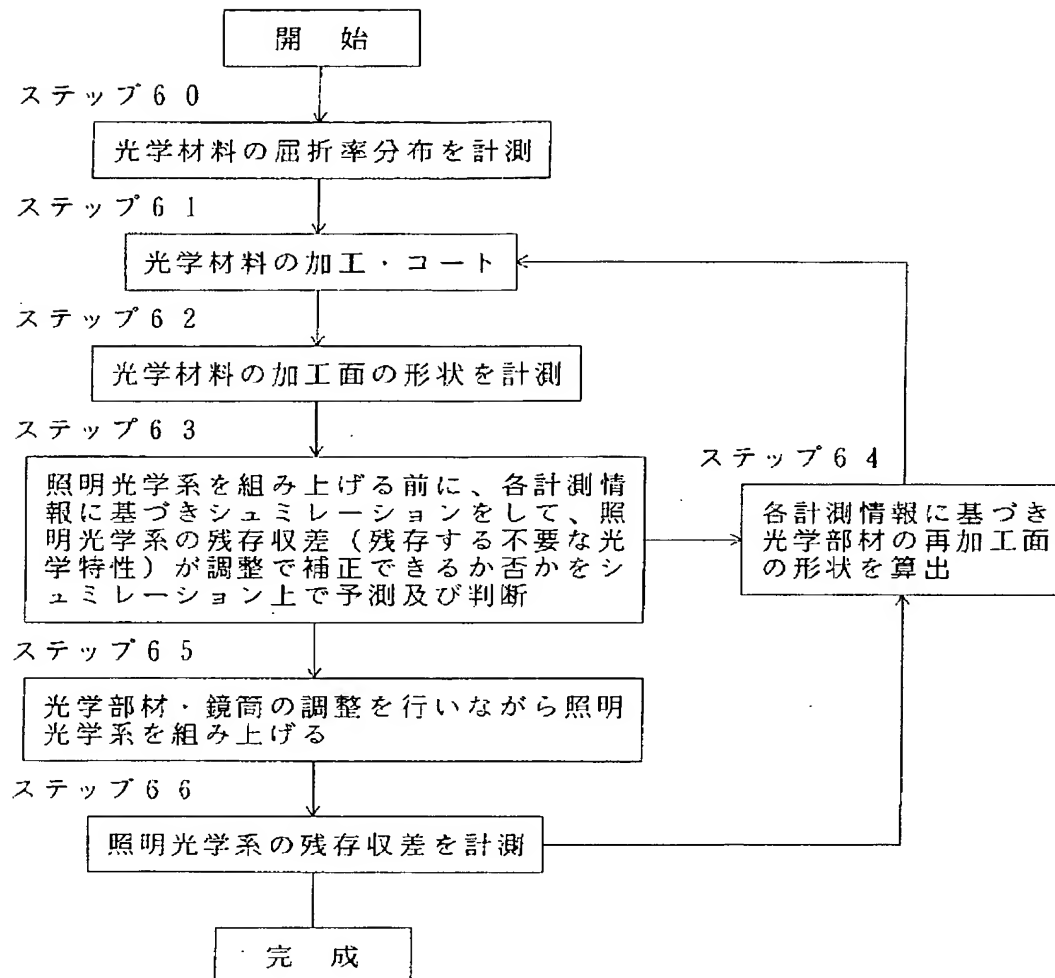 開 始
ステップ60
光学材料の屈折率分布を計測
ステップ61
光学材料の加工・コート
ステップ62
光学材料の加工面の形状を計測
ステップ63
照明光学系を組み上げる前に、各計測情
報に基づきシュミレーションをして、照
明光学系の残存収差(残存する不要な光
学特性)が調整で補正できるか否かをシ
ュミレーション上で予測及び判断
ステップ64
各計測情報に基づき
光学部材の再加工面
の形状を算出
ステップ65
光学部材・鏡筒の調整を行いながら照明
光学系を組み上げる
ステップ66
照明光学系の残存収差を計測
完 成